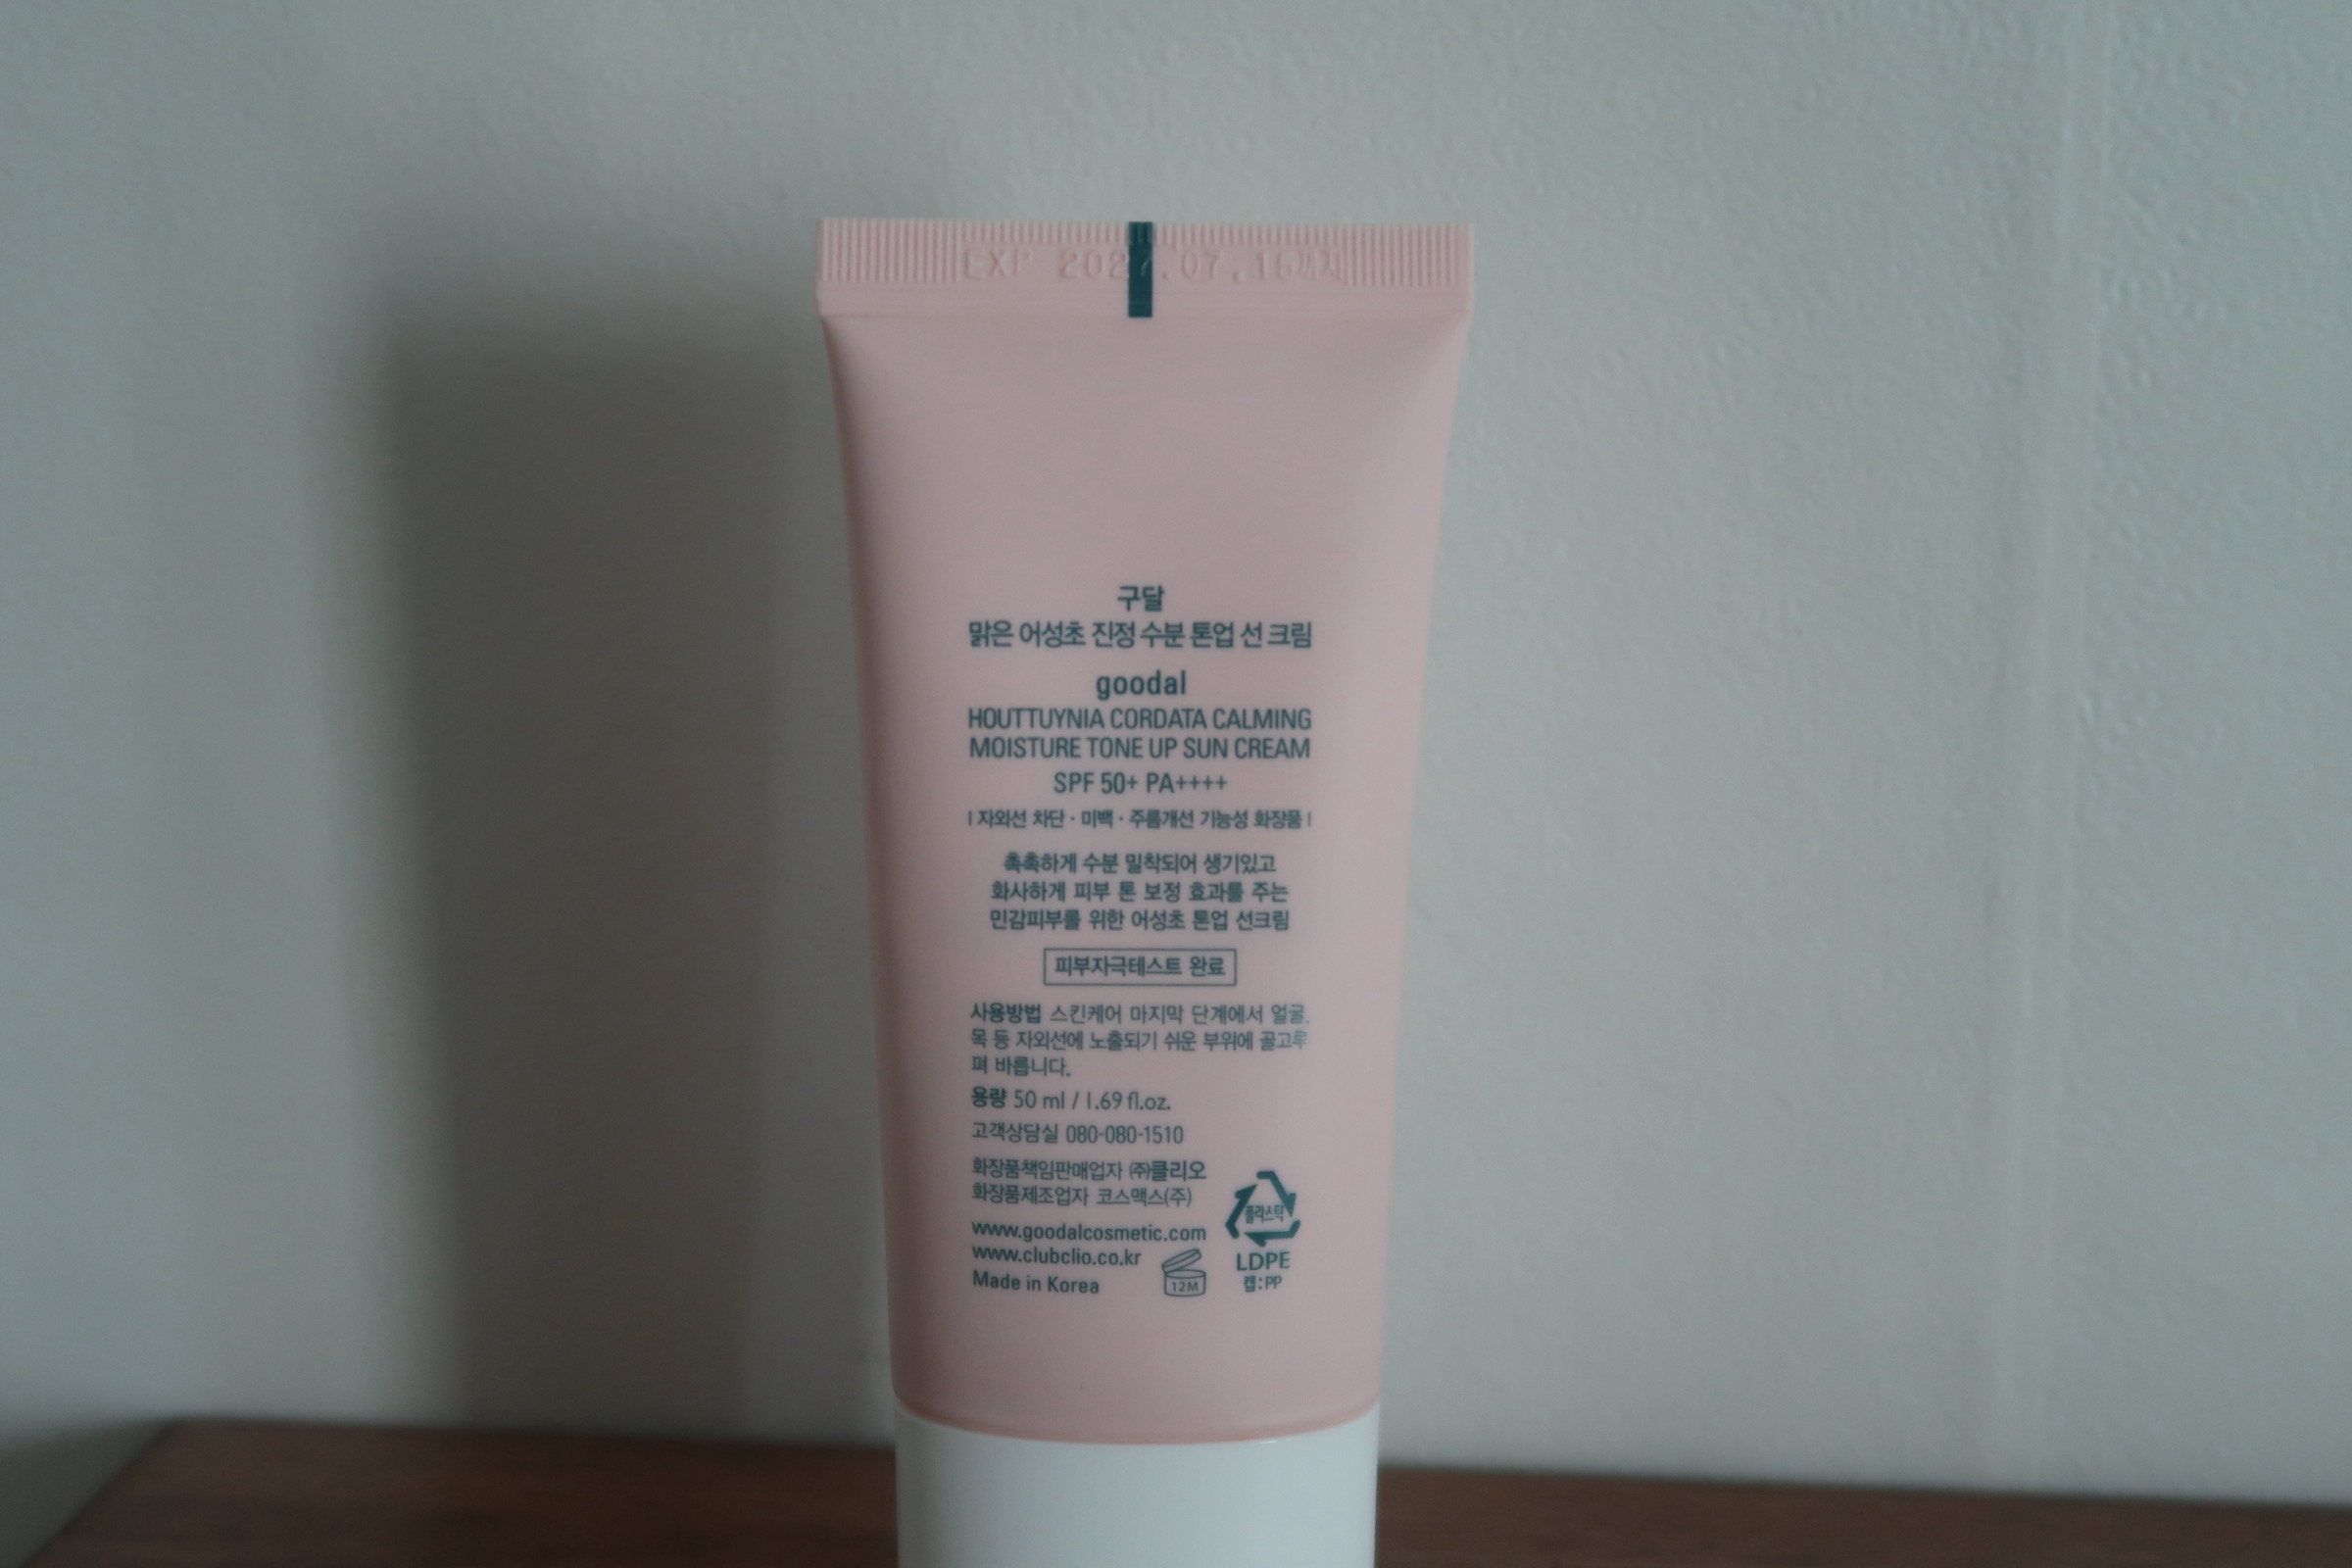 EXP 2027.07.16까지
구달
맑은 어성초 진정 수분 톤업 선 크림
goodal
HOUTTUYNIA CORDATA CALMING
MOISTURE TONE UP SUN CREAM
SPF 50+ PA++++
| 자외선 차단 · 미백 · 주름개선 기능성 화장품 |
촉촉하게 수분 밀착되어 생기있고
화사하게 피부 톤 보정 효과를 주는
민감피부를 위한 어성초 톤업 선크림
피부자극테스트 완료
사용방법 스킨케어 마지막 단계에서 얼굴,
목 등 자외선에 노출되기 쉬운 부위에 골고루
펴 바릅니다.
용량 50 ml / 1.69 fl.oz.
고객상담실 080-080-1510
화장품책임판매업자 ㈜클리오
화장품제조업자 코스맥스(주)
www.goodalcosmetic.com
www.clubclio.co.kr
Made in Korea
12M
플라스틱
LDPE
캡:PP